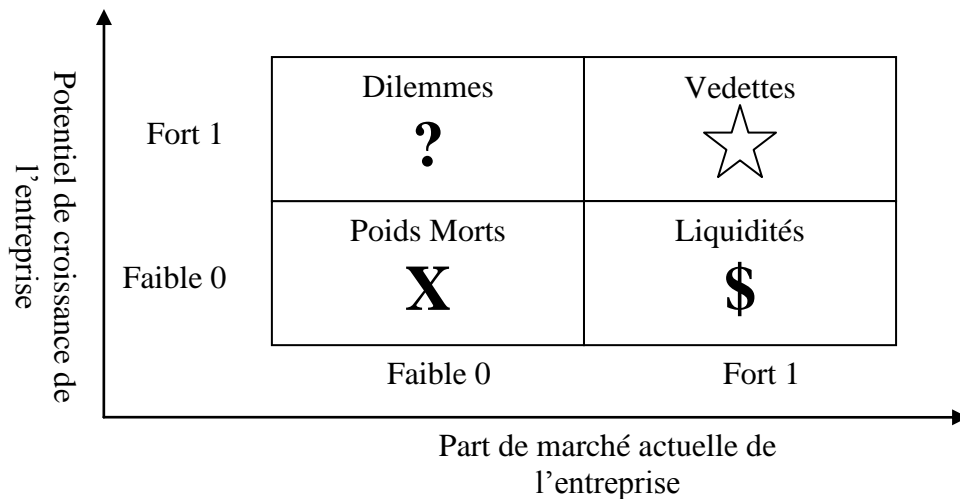 Potentiel de croissance de
l'entreprise
Dilemmes
Vedettes
Fort 1
?
Poids Morts
Liquidités
Faible 0
X
$
Faible 0
Fort 1
Part de marché actuelle de
l'entreprise